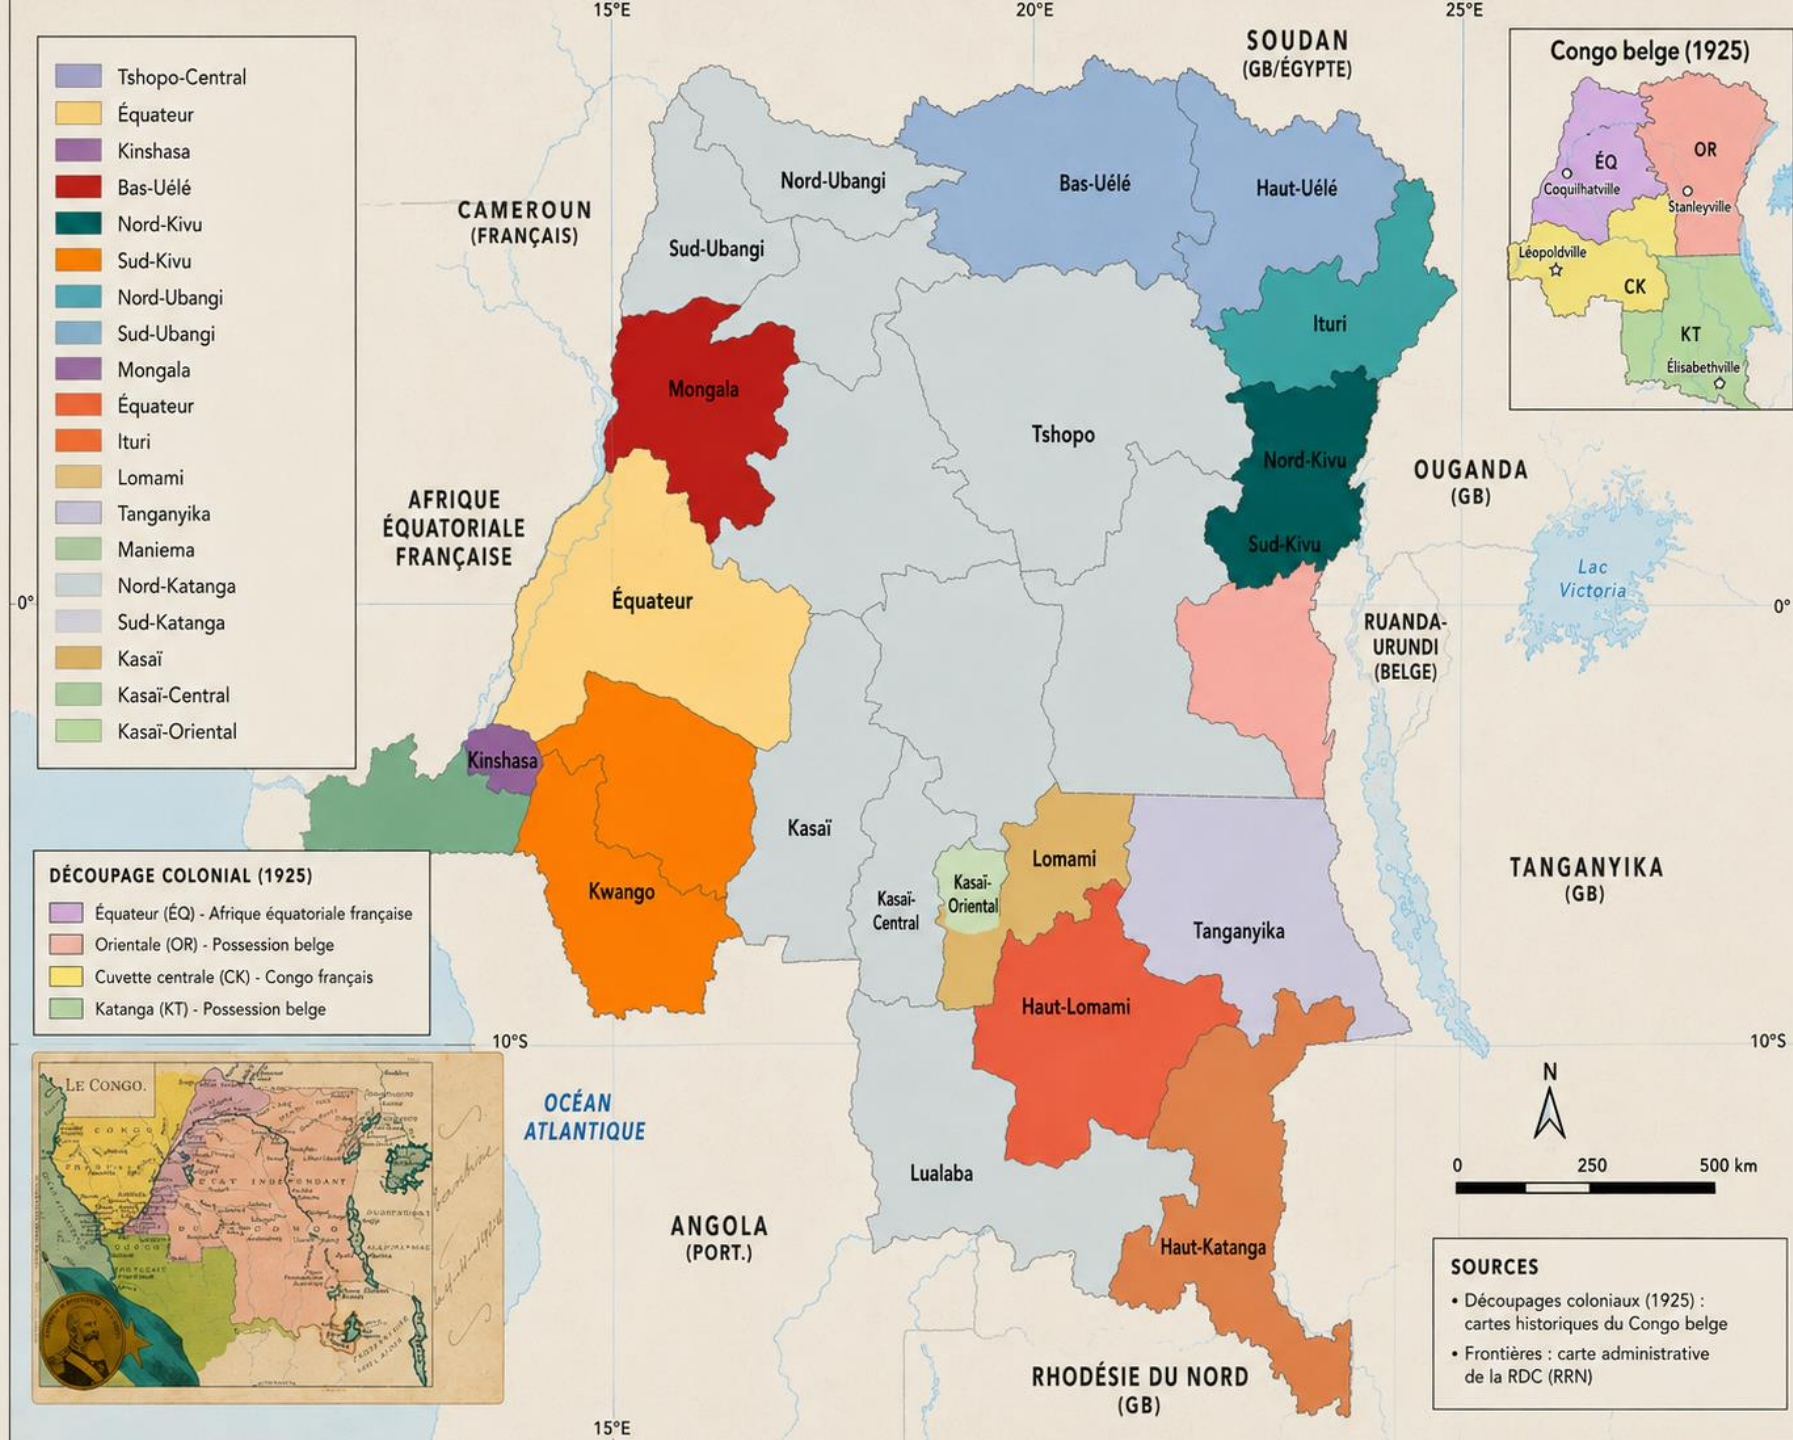 15°E
20°E
25°E
Tshopo-Central
Équateur
Kinshasa
Bas-Uélé
Nord-Kivu
Sud-Kivu
Nord-Ubangi
Sud-Ubangi
Mongala
Équateur
Ituri
Lomami
Tanganyika
Maniema
Nord-Katanga
Sud-Katanga
Kasaï
Kasaï-Central
Kasaï-Oriental
SOUDAN
(GB/ÉGYPTE)
CAMEROUN
(FRANÇAIS)
AFRIQUE
ÉQUATORIALE
FRANÇAISE
Nord-Ubangi
Sud-Ubangi
Bas-Uélé
Haut-Uélé
Ituri
Mongala
Tshopo
Nord-Kivu
Sud-Kivu
Équateur
Kinshasa
Kasaï
Kwango
Kasaï-
Central
Kasaï-
Oriental
Lomami
Tanganyika
Haut-Lomami
Lualaba
Haut-Katanga
Congo belge (1925)
ÉQ
OR
Coquilhatville
Stanleyville
Léopoldville
CK
KT
Élisabethville
OUGANDA
(GB)
Lac
Victoria
0°
0°
RUANDA-
URUNDI
(BELGE)
TANGANYIKA
(GB)
DÉCOUPAGE COLONIAL (1925)
Équateur (ÉQ) - Afrique équatoriale française
Orientale (OR) - Possession belge
Cuvette centrale (CK) - Congo français
Katanga (KT) - Possession belge
10°S
10°S
LE CONGO.
OCÉAN
ATLANTIQUE
ANGOLA
(PORT.)
RHODÉSIE DU NORD
(GB)
N
0
250
500 km
SOURCES
• Découpages coloniaux (1925) :
cartes historiques du Congo belge
• Frontières : carte administrative
de la RDC (RRN)
15°E